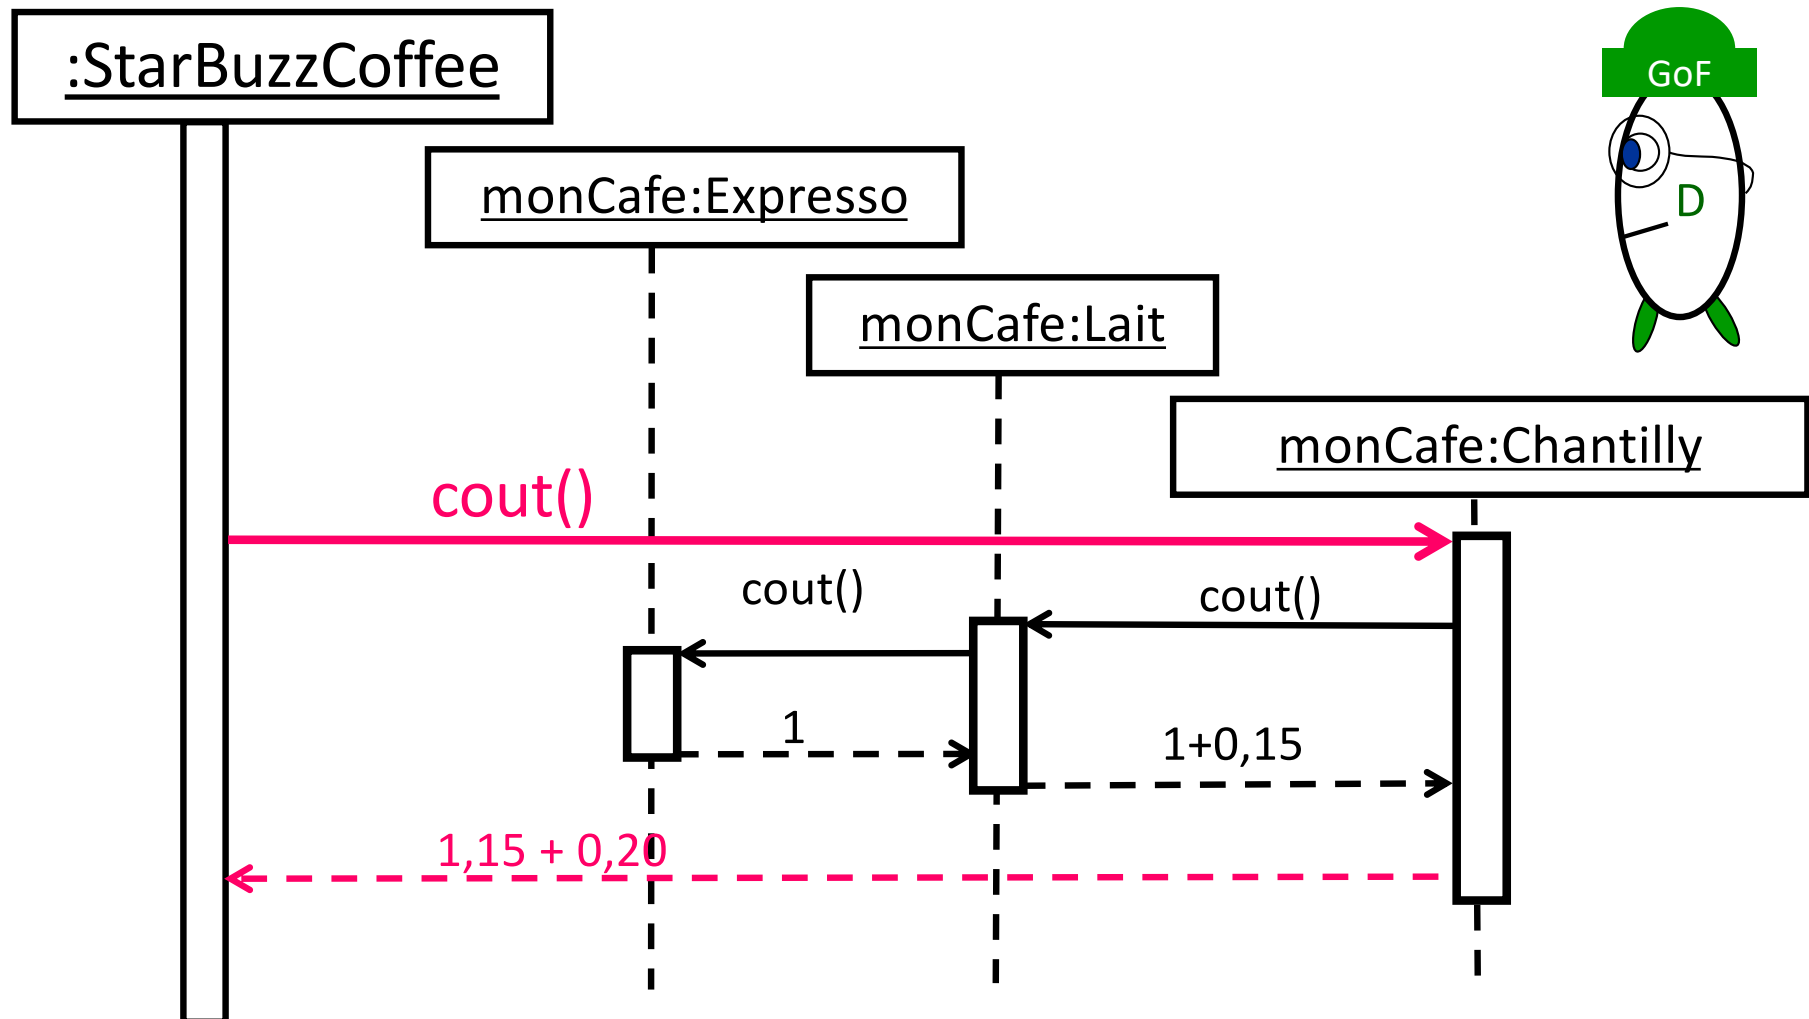 :StarBuzzCoffee
GoF
D
monCafe:Expresso
monCafe:Lait
monCafe:Chantilly
cout()
cout()
cout()
1
1+0,15
1,15 + 0,20